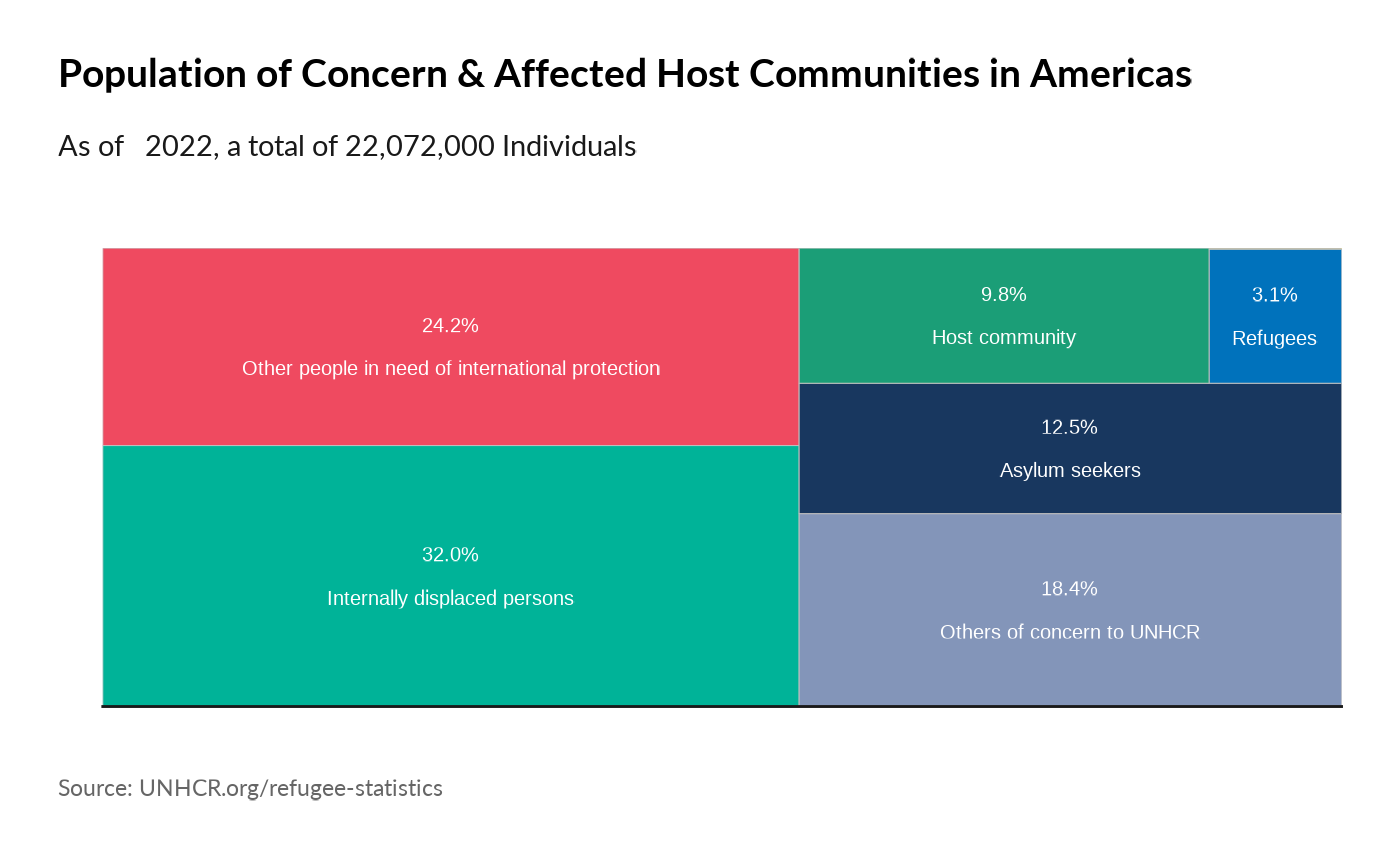 Population of Concern & Affected Host Communities in Americas
As of   2022, a total of 22,072,000 Individuals
24.2%
Other people in need of international protection
32.0%
Internally displaced persons
9.8%
Host community
3.1%
Refugees
12.5%
Asylum seekers
18.4%
Others of concern to UNHCR
Source: UNHCR.org/refugee-statistics